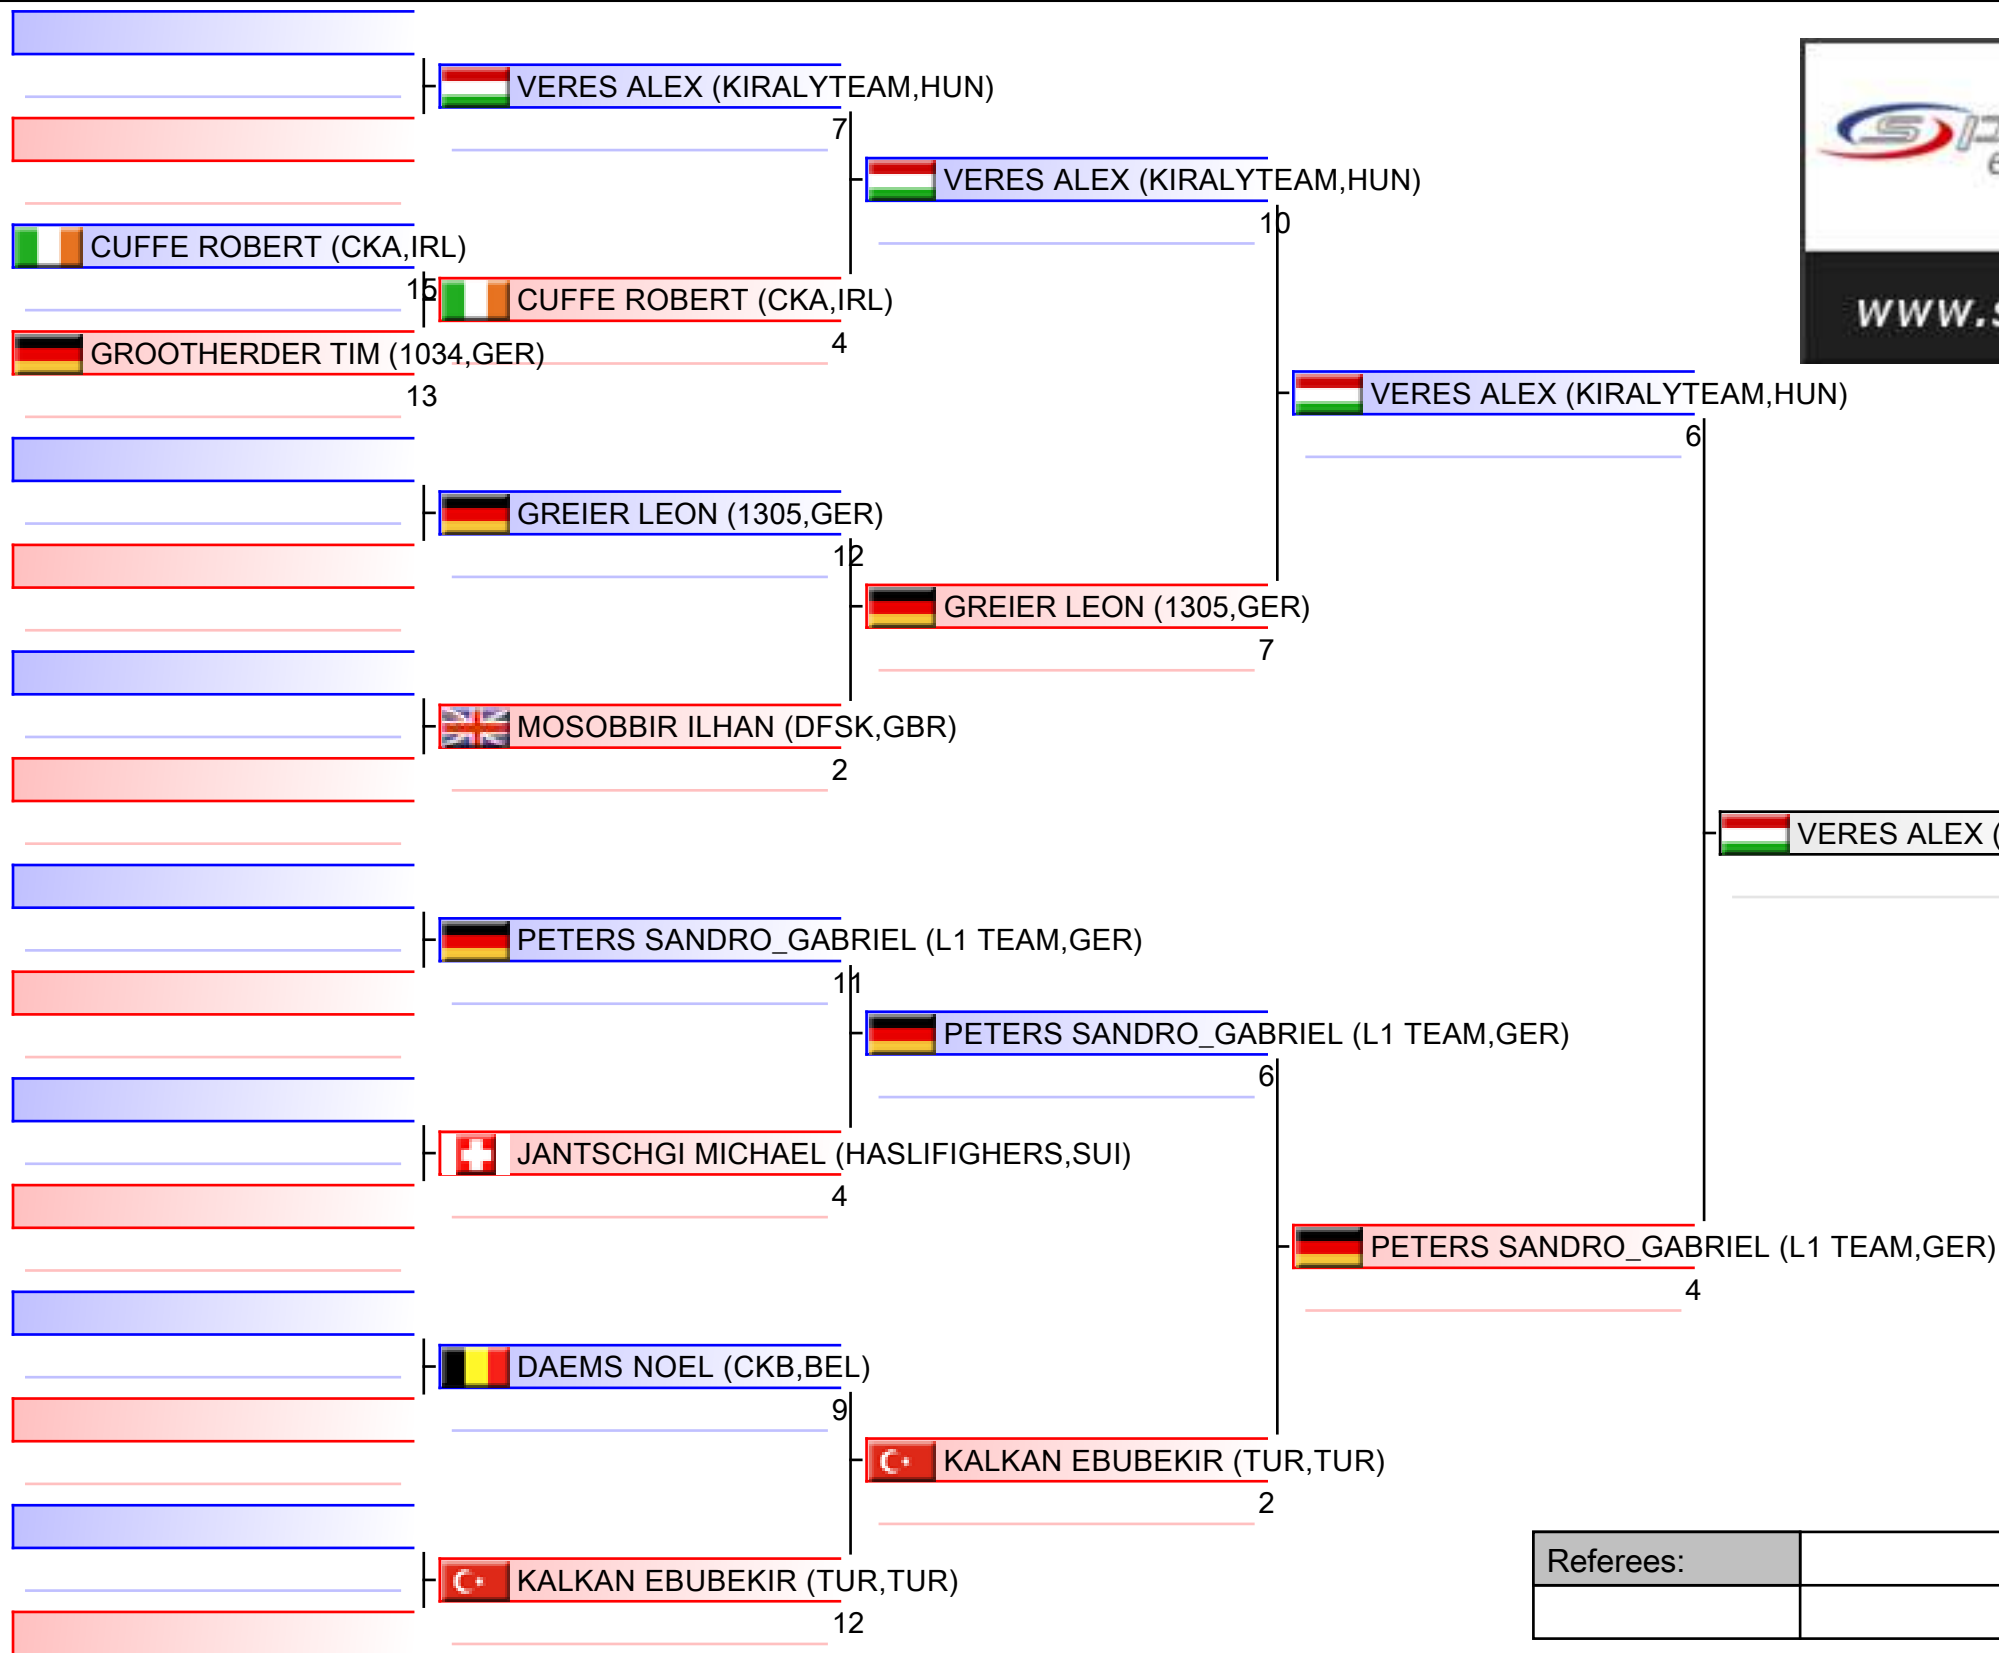 VERES ALEX (KIRALYTEAM,HUN)
7
VERES ALEX (KIRALYTEAM,HUN)
10
CUFFE ROBERT (CKA,IRL)
15
CUFFE ROBERT (CKA,IRL)
4
GROOTHERDER TIM (1034,GER)
13
VERES ALEX (KIRALYTEAM,HUN)
6
GREIER LEON (1305,GER)
12
GREIER LEON (1305,GER)
7
MOSOBBIR ILHAN (DFSK,GBR)
2
VERES ALEX (
PETERS SANDRO_GABRIEL (L1 TEAM,GER)
11
PETERS SANDRO_GABRIEL (L1 TEAM,GER)
6
JANTSCHGI MICHAEL (HASLIFIGHERS,SUI)
4
PETERS SANDRO_GABRIEL (L1 TEAM,GER)
4
DAEMS NOEL (CKB,BEL)
9
KALKAN EBUBEKIR (TUR,TUR)
2
KALKAN EBUBEKIR (TUR,TUR)
12
Referees:
www.s